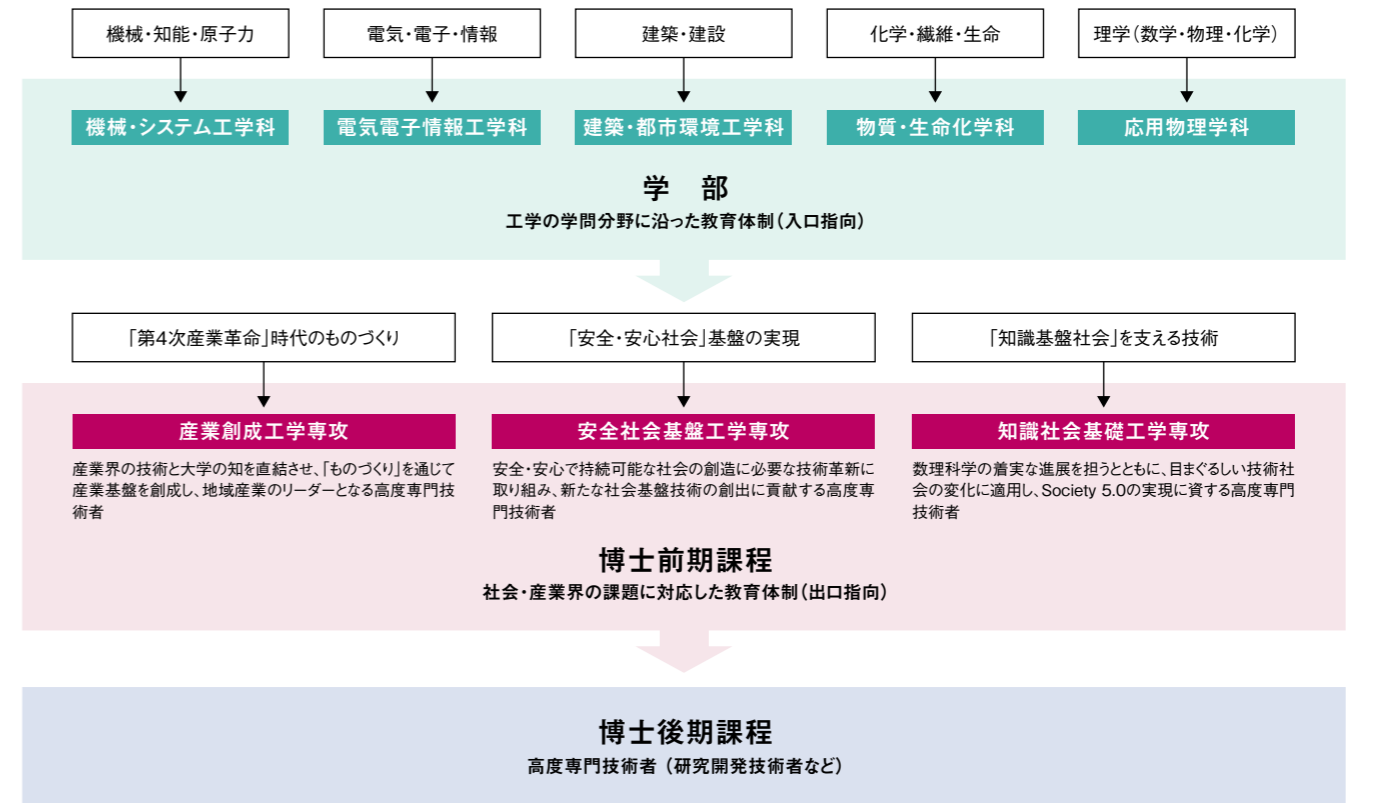 機械・知能・原子力
電気・電子・情報
建築・建設
化学・繊維・生命
理学(数学・物理・化学)
機械・システム工学科
電気電子情報工学科
建築・都市環境工学科
物質・生命化学科
応用物理学科
学　部
工学の学問分野に沿った教育体制(入口指向)
「第4次産業革命」時代のものづくり
「安全・安心社会」基盤の実現
「知識基盤社会」を支える技術
産業創成工学専攻
産業界の技術と大学の知を直結させ、「ものづくり」を通じて
産業基盤を創成し、地域産業のリーダーとなる高度専門技
術者
安全社会基盤工学専攻
安全・安心で持続可能な社会の創造に必要な技術革新に
取り組み、新たな社会基盤技術の創出に貢献する高度専
門技術者
知識社会基礎工学専攻
数理科学の着実な進展を担うとともに、目まぐるしい技術社
会の変化に適用し、Society 5.0の実現に資する高度専門
技術者
博士前期課程
社会・産業界の課題に対応した教育体制(出口指向)
博士後期課程
高度専門技術者 (研究開発技術者など)